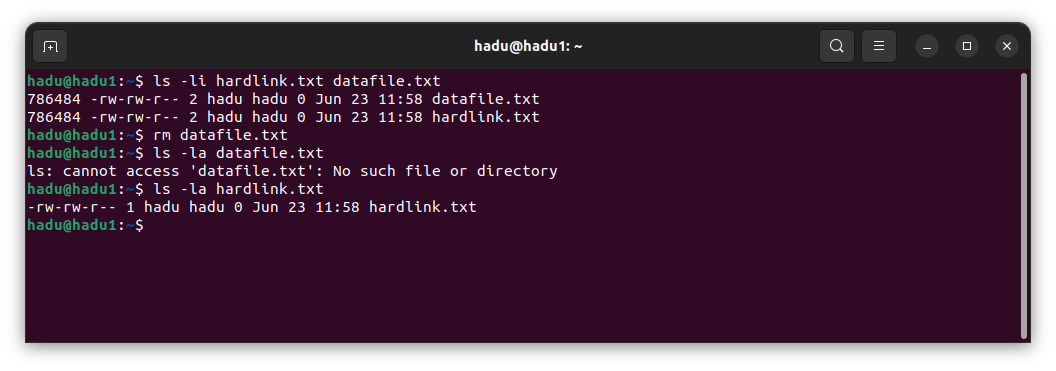 hadu@hadu1: ~
hadu@hadu1:~$ ls -li hardlink.txt datafile.txt
786484 -rw-rw-r-- 2 hadu hadu 0 Jun 23 11:58 datafile.txt
786484 -rw-rw-r-- 2 hadu hadu 0 Jun 23 11:58 hardlink.txt
hadu@hadu1:~$ rm datafile.txt
hadu@hadu1:~$ ls -la datafile.txt
ls: cannot access 'datafile.txt': No such file or directory
hadu@hadu1:~$ ls -la hardlink.txt
-rw-rw-r-- 1 hadu hadu 0 Jun 23 11:58 hardlink.txt
hadu@hadu1:~$